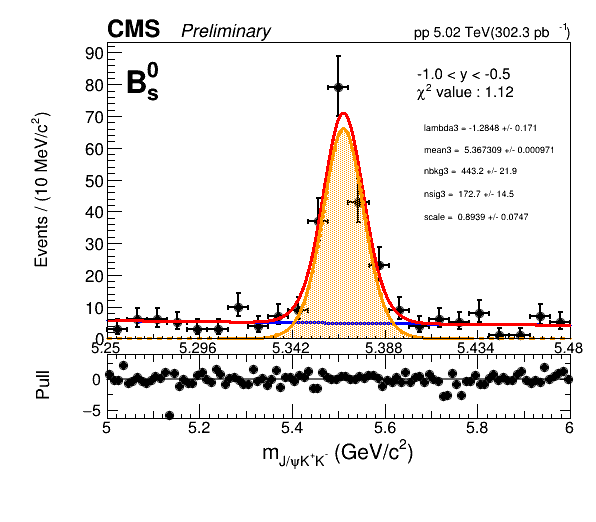 CMS Preliminary pp 5.02 TeV(302.3 pb⁻¹)
90
B⁰ₛ
-1.0 < y < -0.5
χ² value : 1.12
80
lambda3 = -1.2848 +/- 0.171
mean3 = 5.367309 +/- 0.000971
nbkg3 = 443.2 +/- 21.9
nsig3 = 172.7 +/- 14.5
scale = 0.8939 +/- 0.0747
70
60
50
40
30
20
10
0
Events / (10 MeV/c²)
5.25 5.296 5.342 5.388 5.434 5.48
Pull
0
−5
5 5.2 5.4 5.6 5.8 6
m_J/ψK⁺K⁻ (GeV/c²)